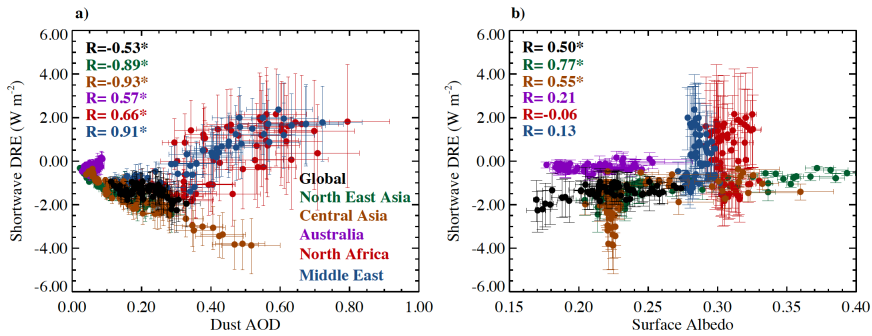 a)
6.00
4.00
2.00
0.00
-2.00
-4.00
-6.00
Shortwave DRE (W m-2)
R=-0.53*
R=-0.89*
R=-0.93*
R= 0.57*
R= 0.66*
R= 0.91*
Global
North East Asia
Central Asia
Australia
North Africa
Middle East
0.00 0.20 0.40 0.60 0.80 1.00
Dust AOD
b)
6.00
4.00
2.00
0.00
-2.00
-4.00
-6.00
Shortwave DRE (W m-2)
R= 0.50*
R= 0.77*
R= 0.55*
R= 0.21
R=-0.06
R= 0.13
0.15 0.20 0.25 0.30 0.35 0.40
Surface Albedo